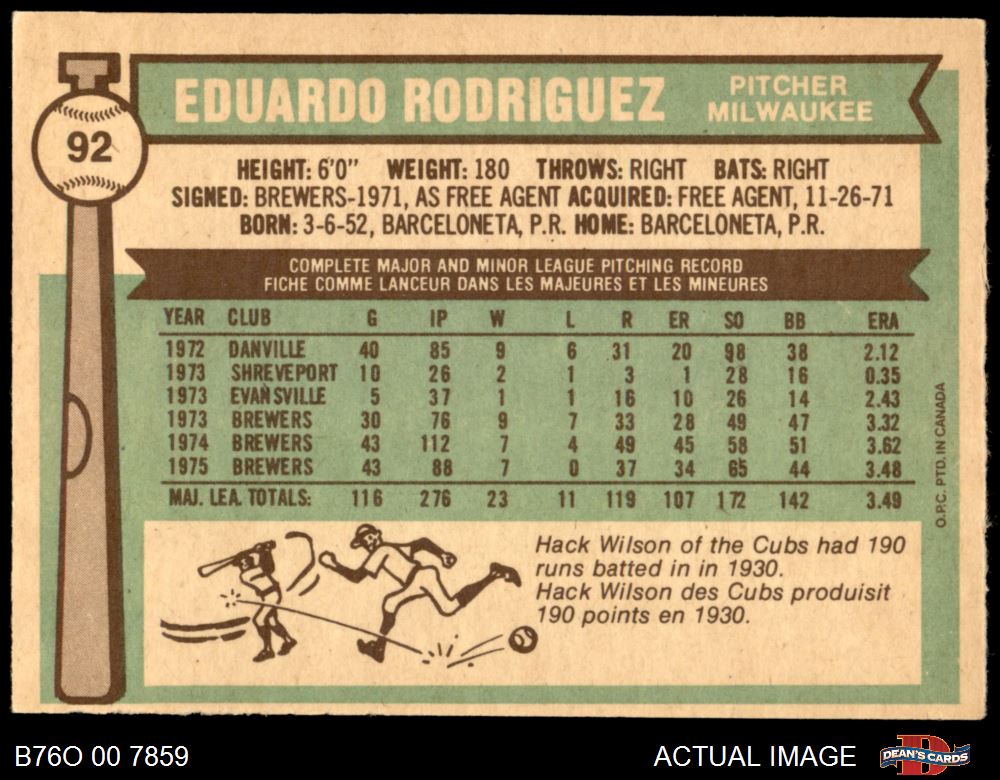 92
EDUARDO RODRIGUEZ
PITCHER
MILWAUKEE
HEIGHT: 6'0" WEIGHT: 180 THROWS: RIGHT BATS: RIGHT
SIGNED: BREWERS-1971, AS FREE AGENT ACQUIRED: FREE AGENT, 11-26-71
BORN: 3-6-52, BARCELONETA, P.R. HOME: BARCELONETA, P.R.
COMPLETE MAJOR AND MINOR LEAGUE PITCHING RECORD
FICHE COMME LANCEUR DANS LES MAJEURES ET LES MINEURES
YEAR CLUB G IP W L R ER SO BB ERA
1972 DANVILLE 40 85 9 6 31 20 98 38 2.12
1973 SHREVEPORT 10 26 2 1 3 1 28 16 0.35
1973 EVANSVILLE 5 37 1 1 16 10 26 14 2.43
1973 BREWERS 30 76 9 7 33 28 49 47 3.32
1974 BREWERS 43 112 7 4 49 45 58 51 3.62
1975 BREWERS 43 88 7 0 37 34 65 44 3.48
MAJ. LEA. TOTALS: 116 276 23 11 119 107 172 142 3.49
O.P.C. PTD. IN CANADA
Hack Wilson of the Cubs had 190
runs batted in in 1930.
Hack Wilson des Cubs produisit
190 points en 1930.
B76O 00 7859
ACTUAL IMAGE
DEAN'S CARDS